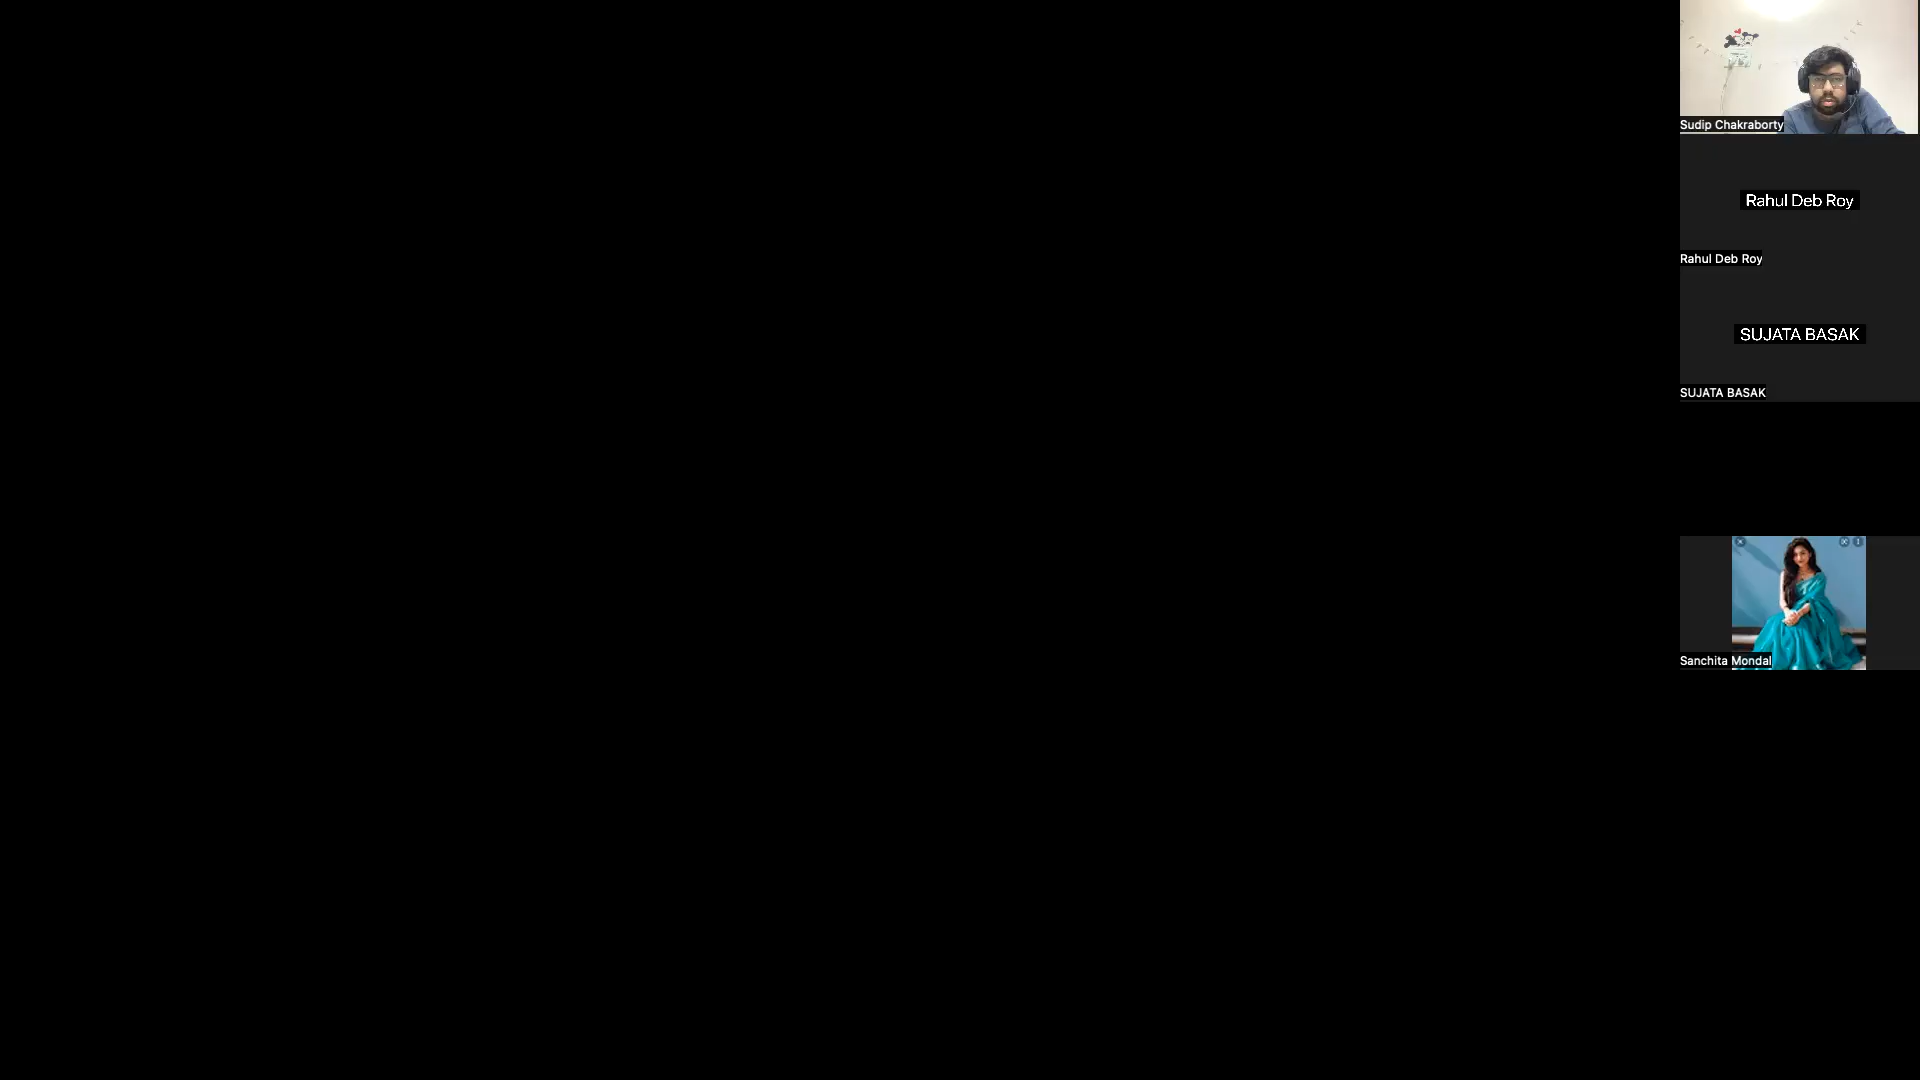 Sudip Chakraborty
Rahul Deb Roy
Rahul Deb Roy
SUJATA BASAK
SUJATA BASAK
Sanchita Mondal